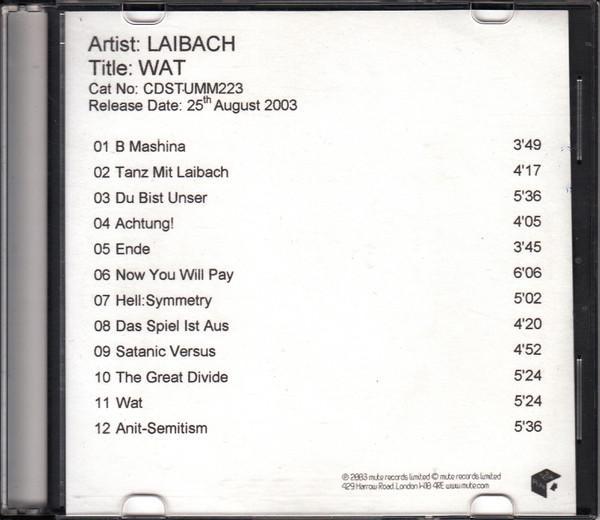 Artist: LAIBACH
Title: WAT
Cat No: CDSTUMM223
Release Date: 25th August 2003
01 B Mashina 3'49
02 Tanz Mit Laibach 4'17
03 Du Bist Unser 5'36
04 Achtung! 4'05
05 Ende 3'45
06 Now You Will Pay 6'06
07 Hell:Symmetry 5'02
08 Das Spiel Ist Aus 4'20
09 Satanic Versus 4'52
10 The Great Divide 5'24
11 Wat 5'24
12 Anit-Semitism 5'36
℗ 2003 mute records limited © mute records limited
429 Harrow Road London W10 4RE www.mute.com